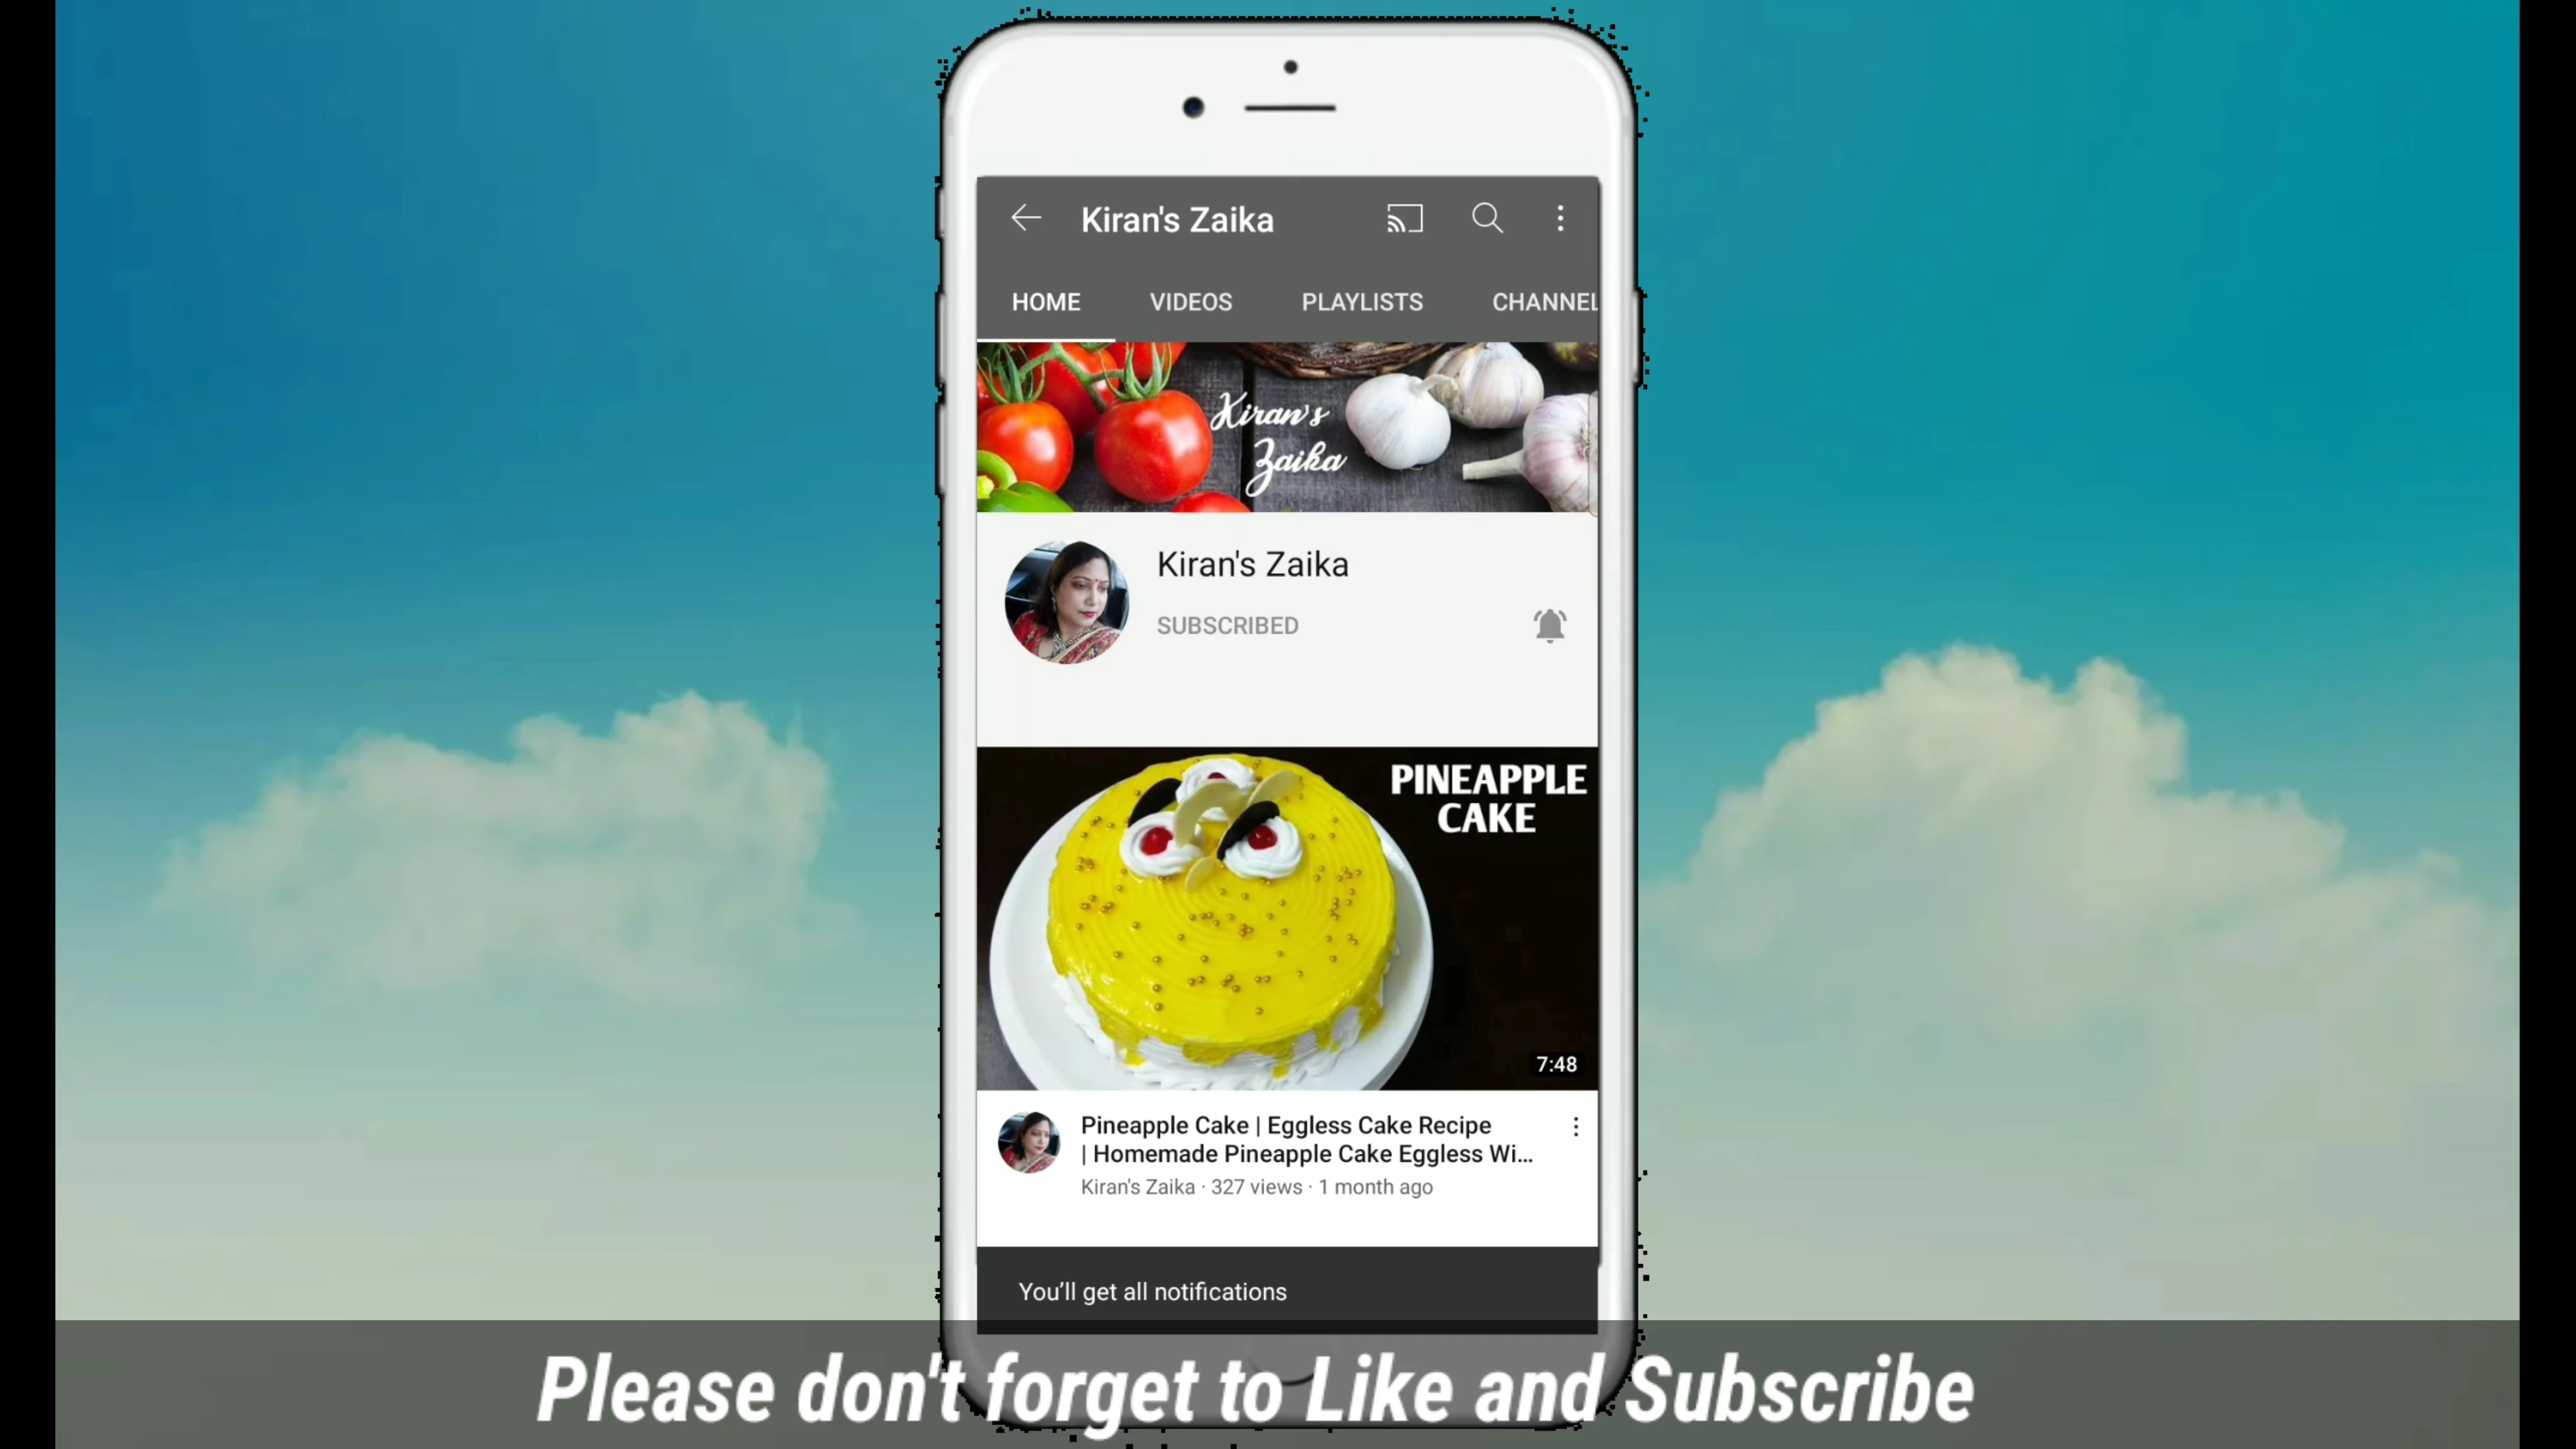 Kiran's Zaika
HOME VIDEOS PLAYLISTS CHANNEL
Kiran's
Zaika
Kiran's Zaika
SUBSCRIBED
PINEAPPLE
CAKE
7:48
Pineapple Cake | Eggless Cake Recipe
| Homemade Pineapple Cake Eggless Wi...
Kiran's Zaika · 327 views · 1 month ago
You'll get all notifications
Please don't forget to Like and Subscribe